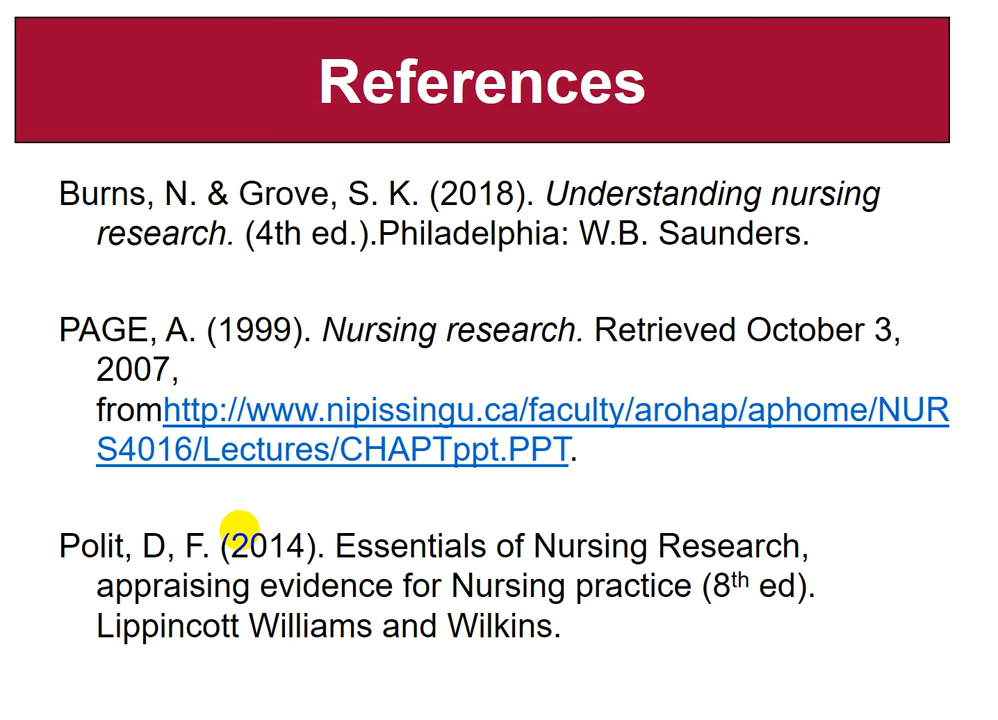 References
Burns, N. & Grove, S. K. (2018). Understanding nursing
research. (4th ed.).Philadelphia: W.B. Saunders.
PAGE, A. (1999). Nursing research. Retrieved October 3,
2007,
fromhttp://www.nipissingu.ca/faculty/arohap/aphome/NUR
S4016/Lectures/CHAPTppt.PPT.
Polit, D, F. (2014). Essentials of Nursing Research,
appraising evidence for Nursing practice (8th ed).
Lippincott Williams and Wilkins.